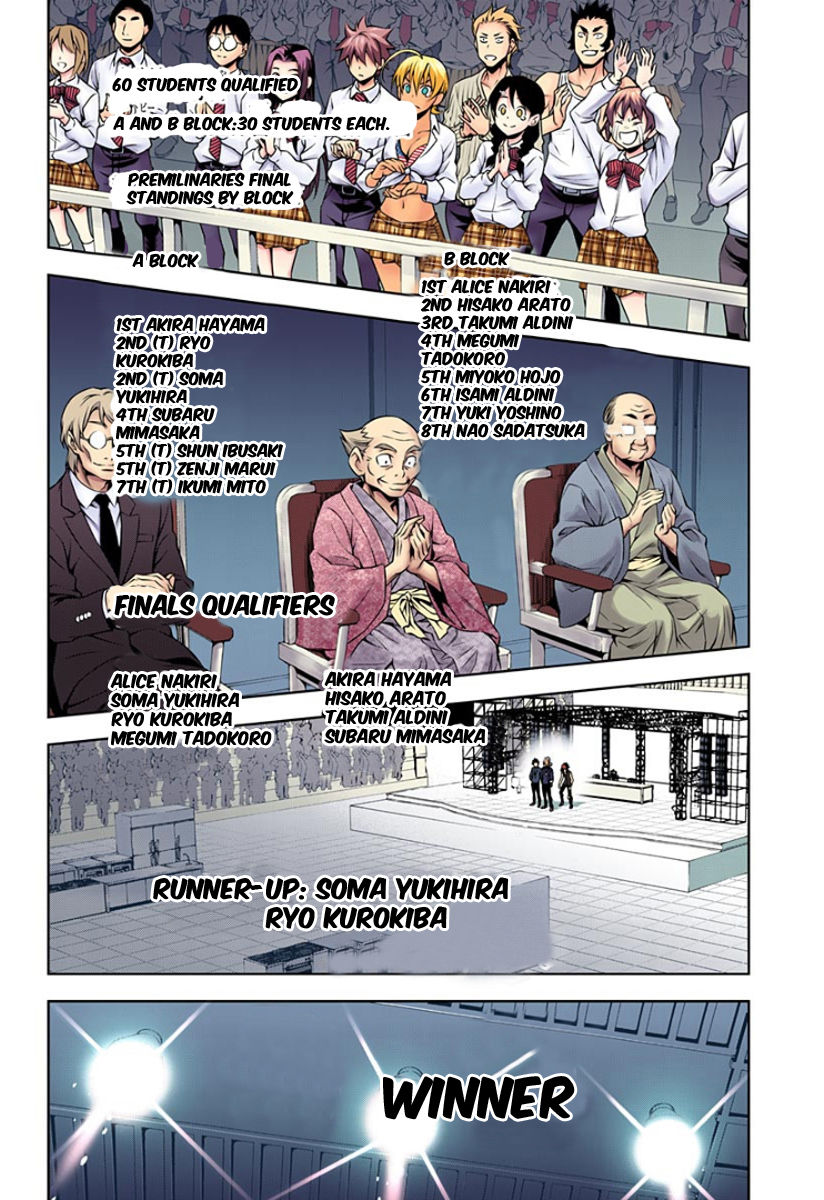 60 STUDENTS QUALIFIED
A AND B BLOCK:30 STUDENTS EACH.
PREMILINARIES FINAL
STANDINGS BY BLOCK
A BLOCK
1ST AKIRA HAYAMA
2ND (T) RYO
KUROKIBA
2ND (T) SOMA
YUKIHIRA
4TH SUBARU
MIMASAKA
5TH (T) SHUN IBUSAKI
5TH (T) ZENJI MARUI
7TH (T) IKUMI MITO
B BLOCK
1ST ALICE NAKIRI
2ND HISAKO ARATO
3RD TAKUMI ALDINI
4TH MEGUMI
TADOKORO
5TH MIYOKO HOJO
6TH ISAMI ALDINI
7TH YUKI YOSHINO
8TH NAO SADATSUKA
FINALS QUALIFIERS
ALICE NAKIRI
SOMA YUKIHIRA
RYO KUROKIBA
MEGUMI TADOKORO
AKIRA HAYAMA
HISAKO ARATO
TAKUMI ALDINI
SUBARU MIMASAKA
RUNNER-UP: SOMA YUKIHIRA
RYO KUROKIBA
WINNER